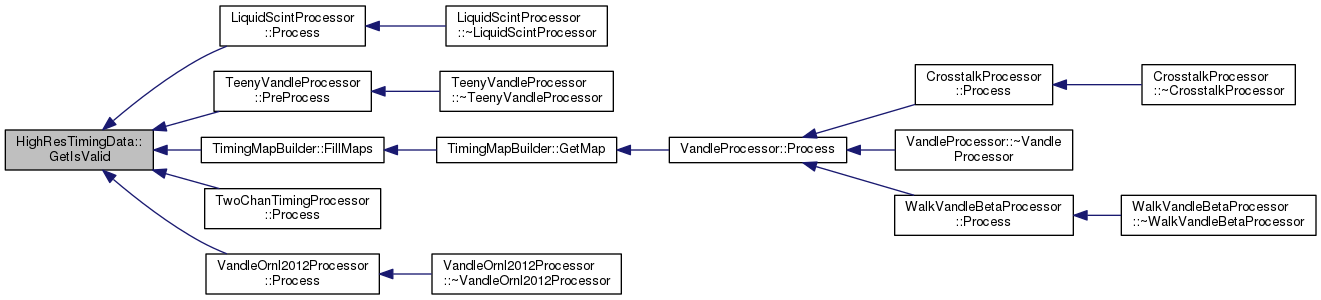 HighResTimingData::
GetIsValid
LiquidScintProcessor
::Process
LiquidScintProcessor
::~LiquidScintProcessor
TeenyVandleProcessor
::PreProcess
TeenyVandleProcessor
::~TeenyVandleProcessor
TimingMapBuilder::FillMaps
TimingMapBuilder::GetMap
VandleProcessor::Process
CrosstalkProcessor
::Process
CrosstalkProcessor
::~CrosstalkProcessor
VandleProcessor::~Vandle
Processor
WalkVandleBetaProcessor
::Process
WalkVandleBetaProcessor
::~WalkVandleBetaProcessor
TwoChanTimingProcessor
::Process
VandleOrnl2012Processor
::Process
VandleOrnl2012Processor
::~VandleOrnl2012Processor